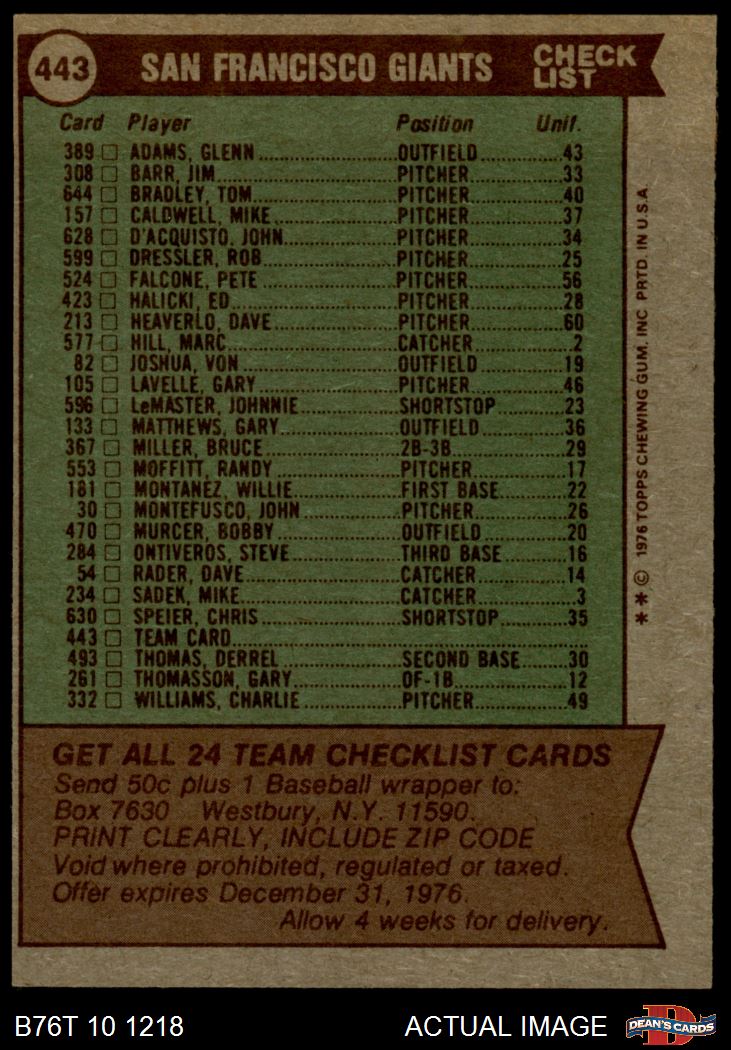 443 SAN FRANCISCO GIANTS CHECK LIST
Card Player Position Unif.
389 ADAMS, GLENN OUTFIELD 43
308 BARR, JIM PITCHER 33
644 BRADLEY, TOM PITCHER 40
157 CALDWELL, MIKE PITCHER 37
628 D'ACQUISTO, JOHN PITCHER 34
599 DRESSLER, ROB PITCHER 25
524 FALCONE, PETE PITCHER 56
423 HALICKI, ED PITCHER 28
213 HEAVERLO, DAVE PITCHER 60
577 HILL, MARC CATCHER 2
82 JOSHUA, VON OUTFIELD 19
105 LAVELLE, GARY PITCHER 46
596 LeMASTER, JOHNNIE SHORTSTOP 23
133 MATTHEWS, GARY OUTFIELD 36
367 MILLER, BRUCE 2B-3B 29
553 MOFFITT, RANDY PITCHER 17
181 MONTANEZ, WILLIE FIRST BASE 22
30 MONTEFUSCO, JOHN PITCHER 26
470 MURCER, BOBBY OUTFIELD 20
284 ONTIVEROS, STEVE THIRD BASE 16
54 RADER, DAVE CATCHER 14
234 SADEK, MIKE CATCHER 3
630 SPEIER, CHRIS SHORTSTOP 35
443 TEAM CARD
493 THOMAS, DERREL SECOND BASE 30
261 THOMASSON, GARY OF-1B 12
332 WILLIAMS, CHARLIE PITCHER 49
**© 1976 TOPPS CHEWING GUM, INC PRTD. IN U.S.A.
GET ALL 24 TEAM CHECKLIST CARDS
Send 50c plus 1 Baseball wrapper to:
Box 7630 Westbury, N.Y. 11590.
PRINT CLEARLY, INCLUDE ZIP CODE
Void where prohibited, regulated or taxed.
Offer expires December 31, 1976.
Allow 4 weeks for delivery.
B76T 10 1218 ACTUAL IMAGE DEAN'S CARDS